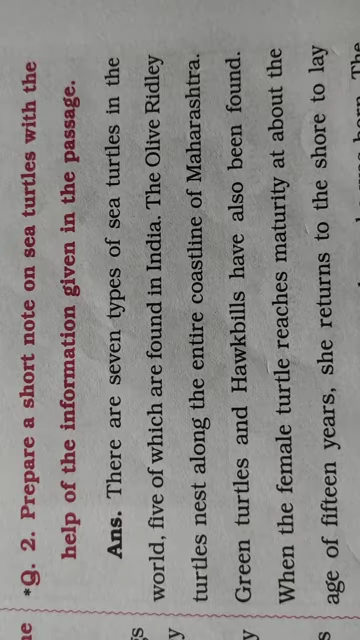 *Q. 2. Prepare a short note on sea turtles with the
help of the information given in the passage.
Ans. There are seven types of sea turtles in the
world, five of which are found in India. The Olive Ridley
turtles nest along the entire coastline of Maharashtra.
Green turtles and Hawkbills have also been found.
When the female turtle reaches maturity at about the
age of fifteen years, she returns to the shore to lay